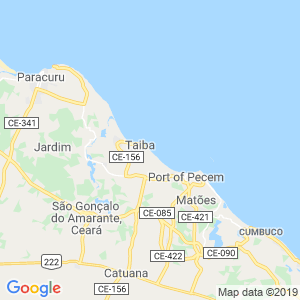 Paracuru
CE-341
Taiba
CE-156
Jardim
Port of Pecem
São Gonçalo
do Amarante,
Ceará
Matões
CE-085
CE-421
CUMBUCO
CE-090
222
CE-422
Catuana
CE-156
Google
Map data ©2019